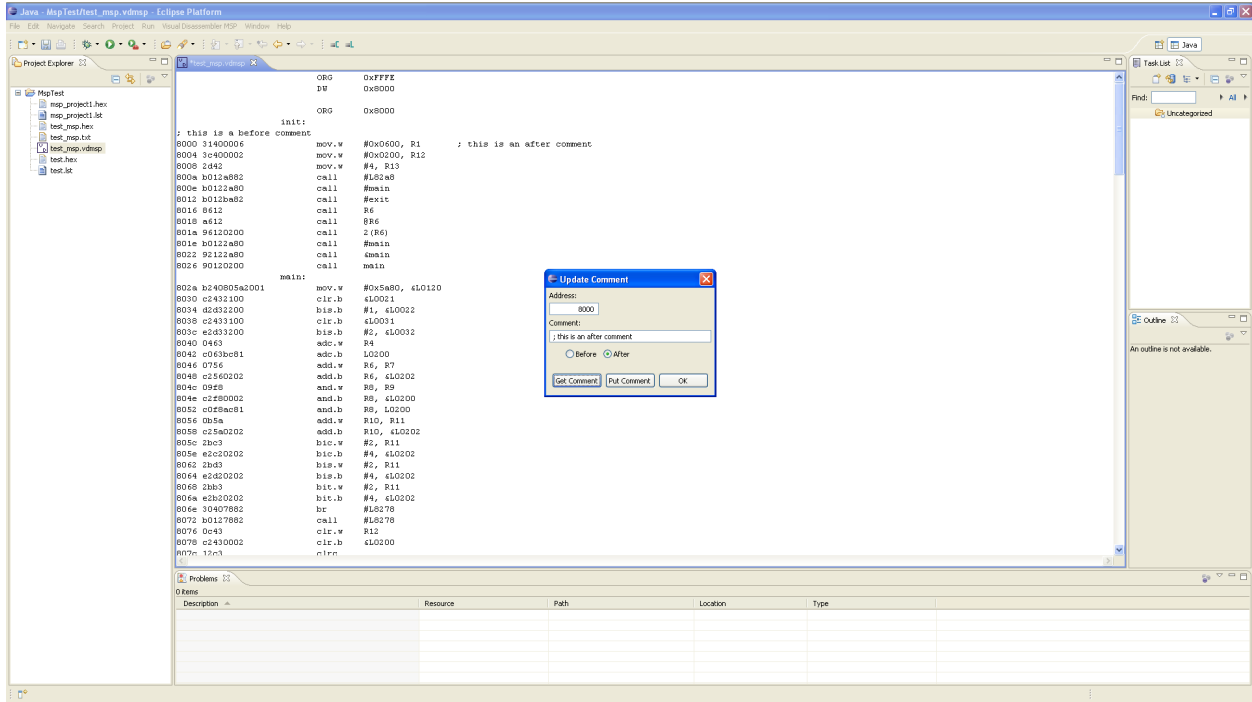 Java - MspTest/test_msp.vdmsp - Eclipse Platform
File Edit Navigate Search Project Run Visual Disassembler MSP Window Help
Java
Project Explorer
MspTest
msp_project1.hex
msp_project1.lst
test_msp.hex
test_msp.txt
test_msp.vdmsp
test.hex
test.lst
*test_msp.vdmsp
ORG 0xFFFE
DW 0x8000
ORG 0x8000
init:
; this is a before comment
8000 31400006 mov.w #0x0600, R1 ; this is an after comment
8004 3c400002 mov.w #0x0200, R12
8008 2d42 mov.w #4, R13
800a b012a882 call #L82a8
800e b0122a80 call #main
8012 b012ba82 call #exit
8016 8612 call R6
8018 a612 call @R6
801a 96120200 call 2(R6)
801e b0122a80 call #main
8022 92122a80 call &main
8026 90120200 call main
main:
802a b240805a2001 mov.w #0x5a80, &L0120
8030 c2432100 clr.b &L0021
8034 d2d32200 bis.b #1, &L0022
8038 c2433100 clr.b &L0031
803c e2d33200 bis.b #2, &L0032
8040 0463 adc.w R4
8042 c063bc81 adc.b L0200
8046 0756 add.w R6, R7
8048 c2560202 add.b R6, &L0202
804c 09f8 and.w R8, R9
804e c2f80002 and.b R8, &L0200
8052 c0f8ac81 and.b R8, L0200
8056 0b5a add.w R10, R11
8058 c25a0202 add.b R10, &L0202
805c 2bc3 bic.w #2, R11
805e e2c20202 bic.b #4, &L0202
8062 2bd3 bis.w #2, R11
8064 e2d20202 bis.b #4, &L0202
8068 2bb3 bit.w #2, R11
806a e2b20202 bit.b #4, &L0202
806e 30407882 br #L8278
8072 b0127882 call #L8278
8076 0c43 clr.w R12
8078 c2430002 clr.b &L0200
807c 12c3 clrc
Update Comment
Address:
8000
Comment:
; this is an after comment
Before After
Get Comment Put Comment OK
Task List
Find: All
Uncategorized
Outline
An outline is not available.
Problems
0 items
Description Resource Path Location Type